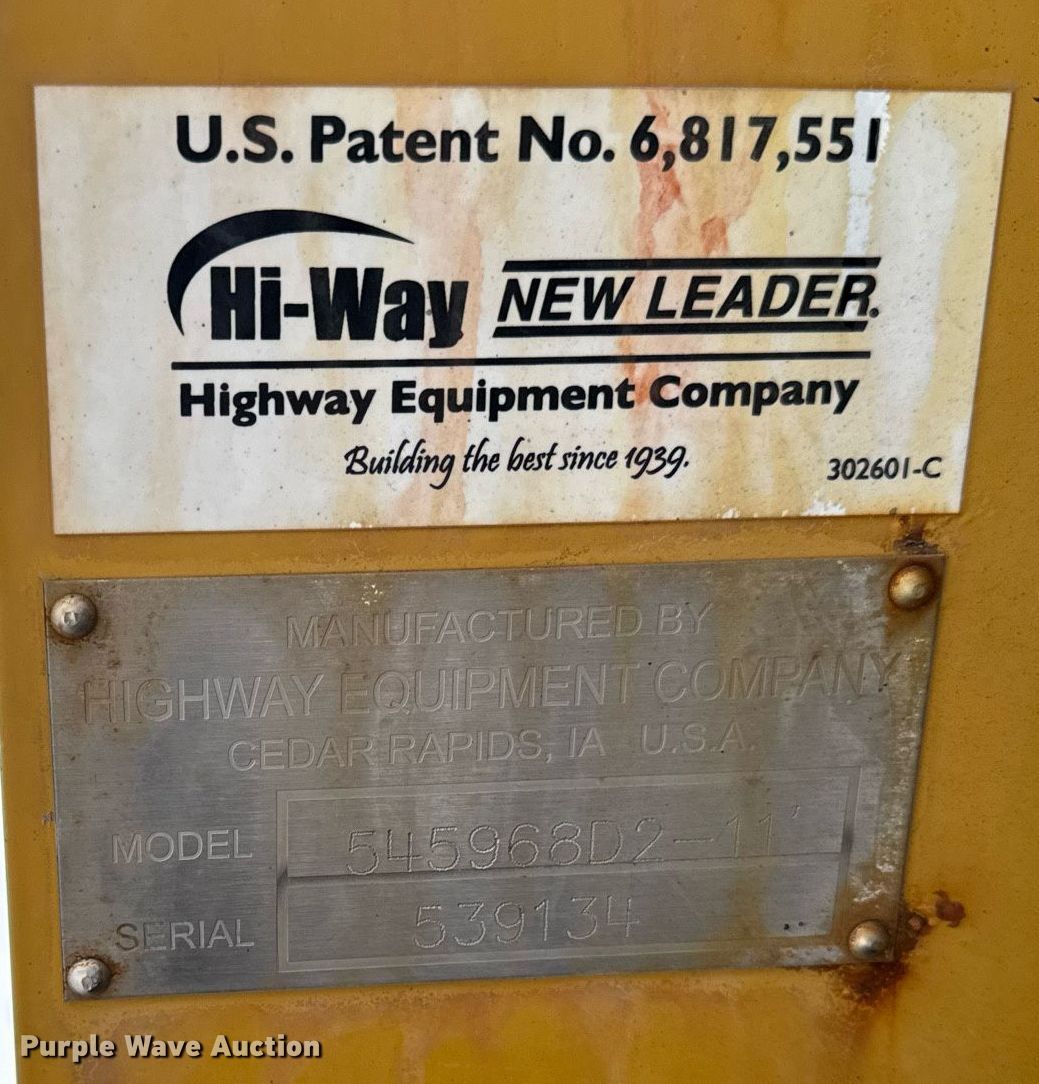 U.S. Patent No. 6,817,551
Hi-Way NEW LEADER.
Highway Equipment Company
Building the best since 1939.
302601-C
MANUFACTURED BY
HIGHWAY EQUIPMENT COMPANY
CEDAR RAPIDS, IA U.S.A.
MODEL 545968D2-11'
SERIAL 539134
Purple Wave Auction